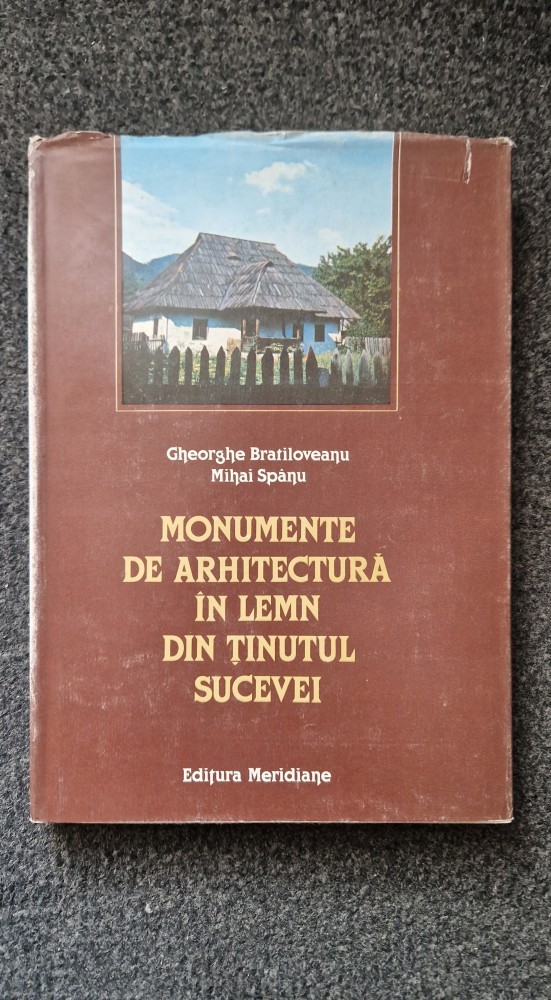 Gheorghe Bratiloveanu
Mihai Spânu
MONUMENTE
DE ARHITECTURĂ
ÎN LEMN
DIN ȚINUTUL
SUCEVEI
Editura Meridiane